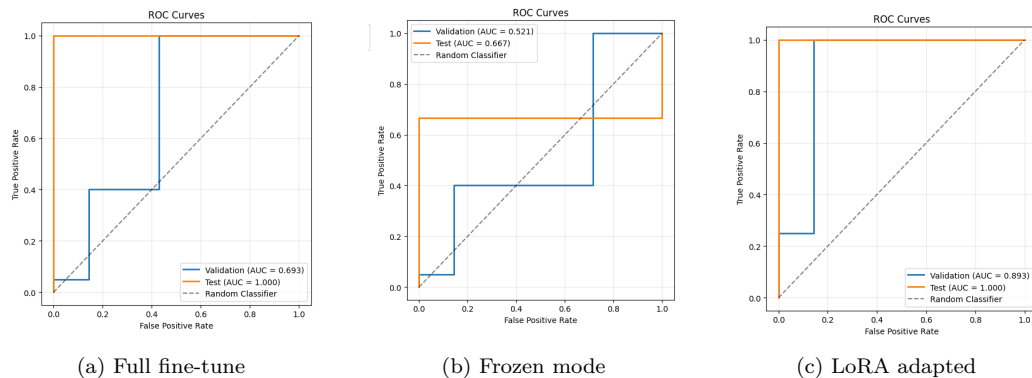 ROC Curves
1.0
0.8
0.6
0.4
0.2
0.0
True Positive Rate
0.0 0.2 0.4 0.6 0.8 1.0
False Positive Rate
Validation (AUC = 0.693)
Test (AUC = 1.000)
Random Classifier
(a) Full fine-tune
ROC Curves
Validation (AUC = 0.521)
Test (AUC = 0.667)
Random Classifier
1.0
0.8
0.6
0.4
0.2
0.0
True Positive Rate
0.0 0.2 0.4 0.6 0.8 1.0
False Positive Rate
(b) Frozen mode
ROC Curves
1.0
0.8
0.6
0.4
0.2
0.0
True Positive Rate
0.0 0.2 0.4 0.6 0.8 1.0
False Positive Rate
Validation (AUC = 0.893)
Test (AUC = 1.000)
Random Classifier
(c) LoRA adapted